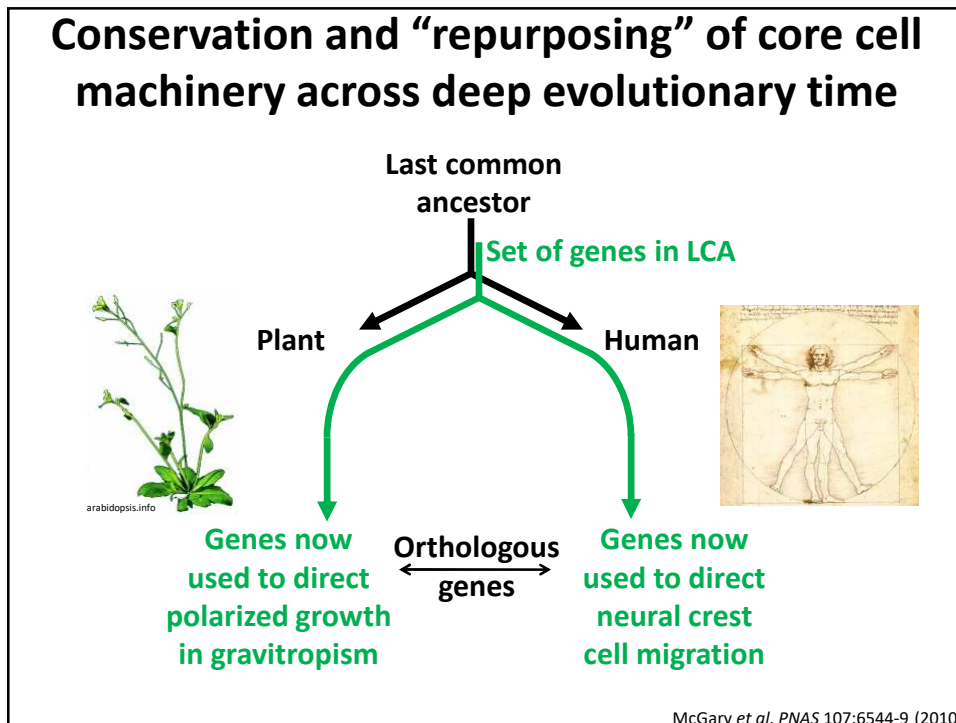 Conservation and “repurposing” of core cell
machinery across deep evolutionary time
Last common
ancestor
Set of genes in LCA
Plant
Human
arabidopsis.info
Genes now
used to direct
polarized growth
in gravitropism
Orthologous
genes
Genes now
used to direct
neural crest
cell migration
McGary et al. PNAS 107:6544-9 (2010